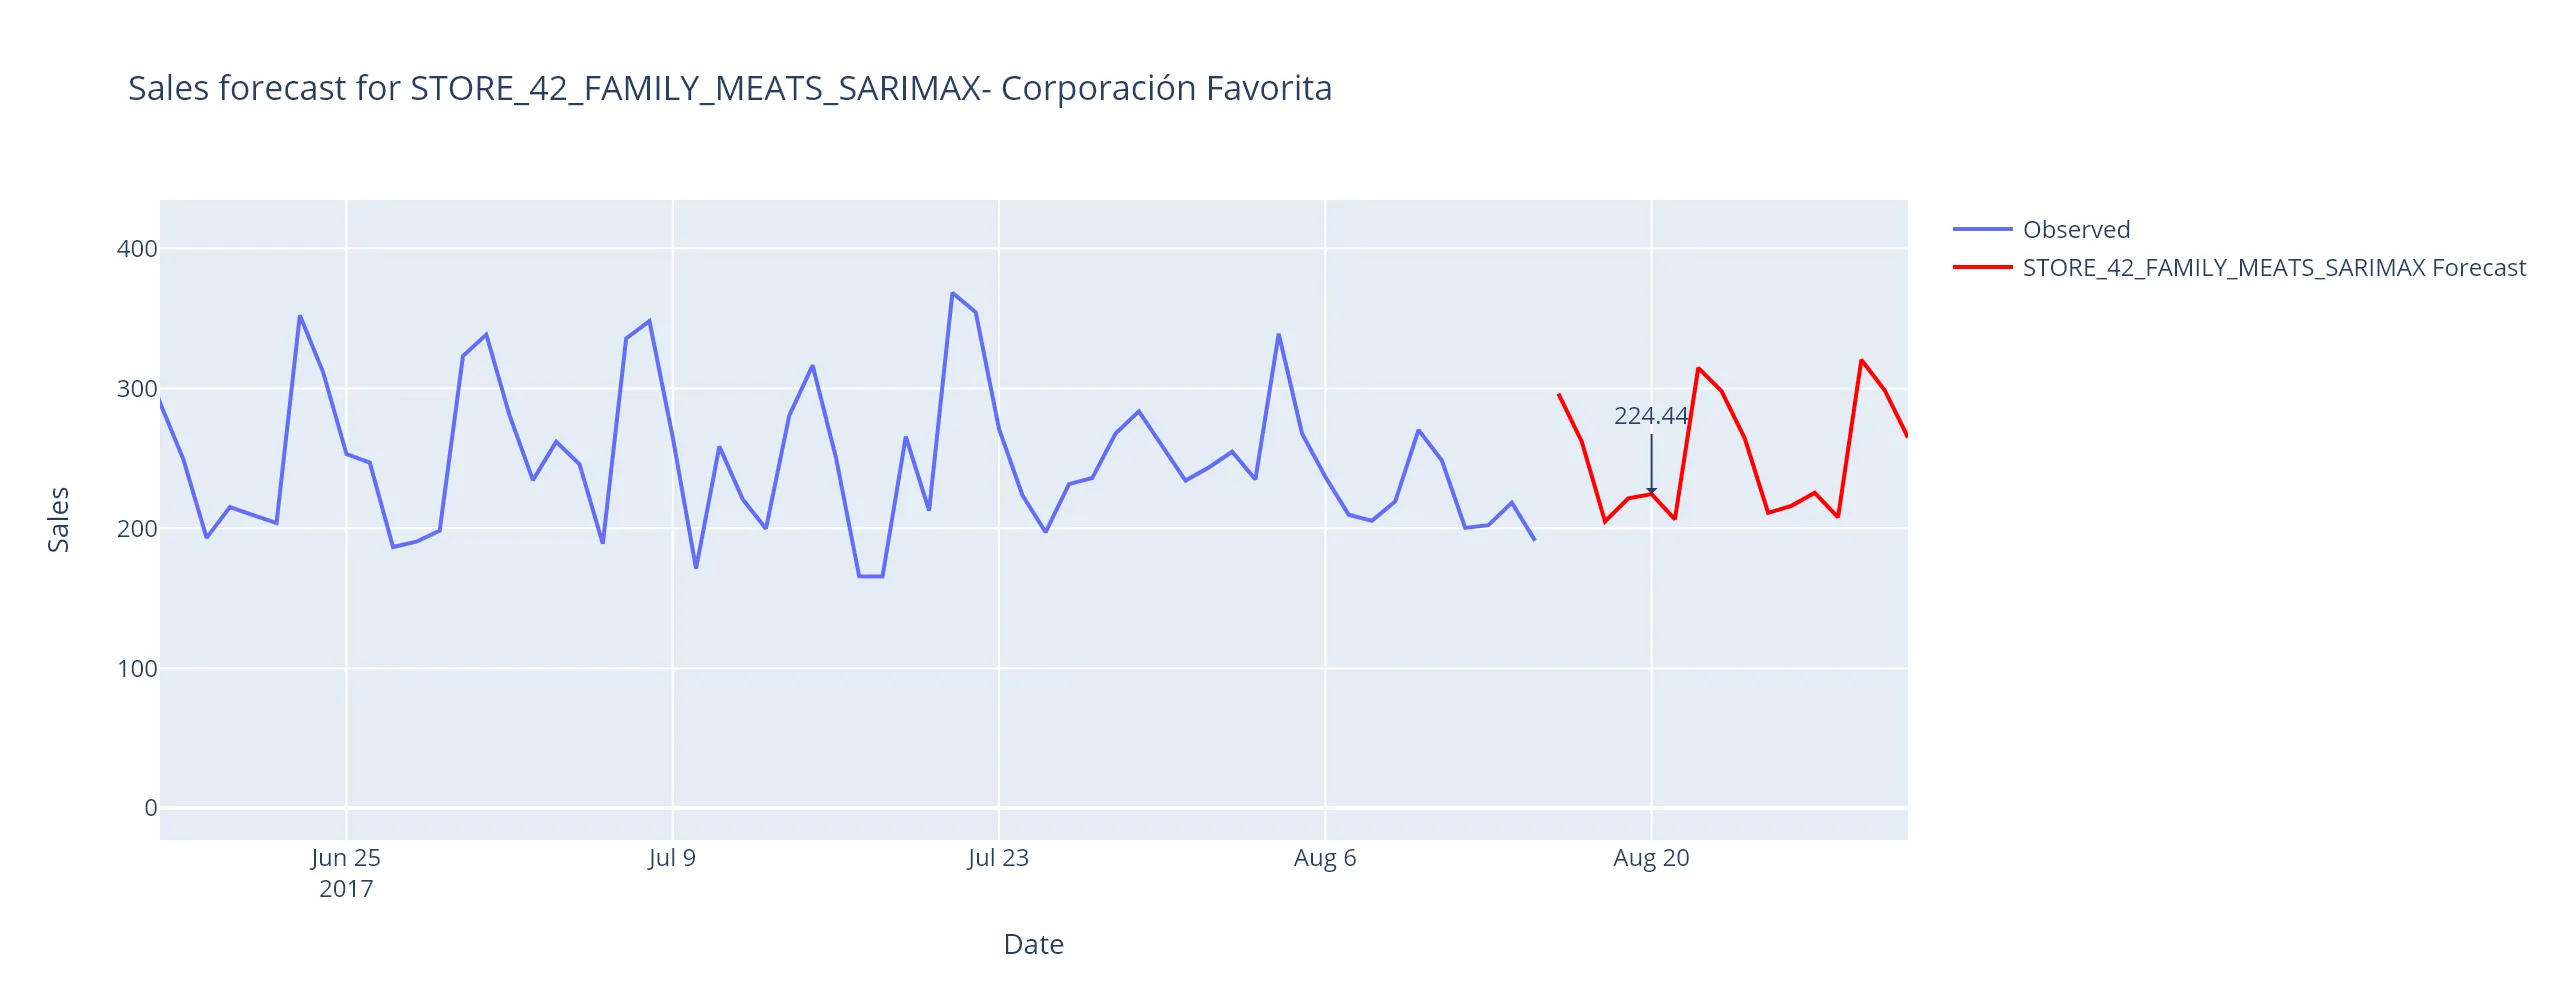 Sales forecast for STORE_42_FAMILY_MEATS_SARIMAX- Corporación Favorita
Observed
STORE_42_FAMILY_MEATS_SARIMAX Forecast
400
300
200
100
0
Sales
224.44
Jun 25
2017
Jul 9
Jul 23
Aug 6
Aug 20
Date